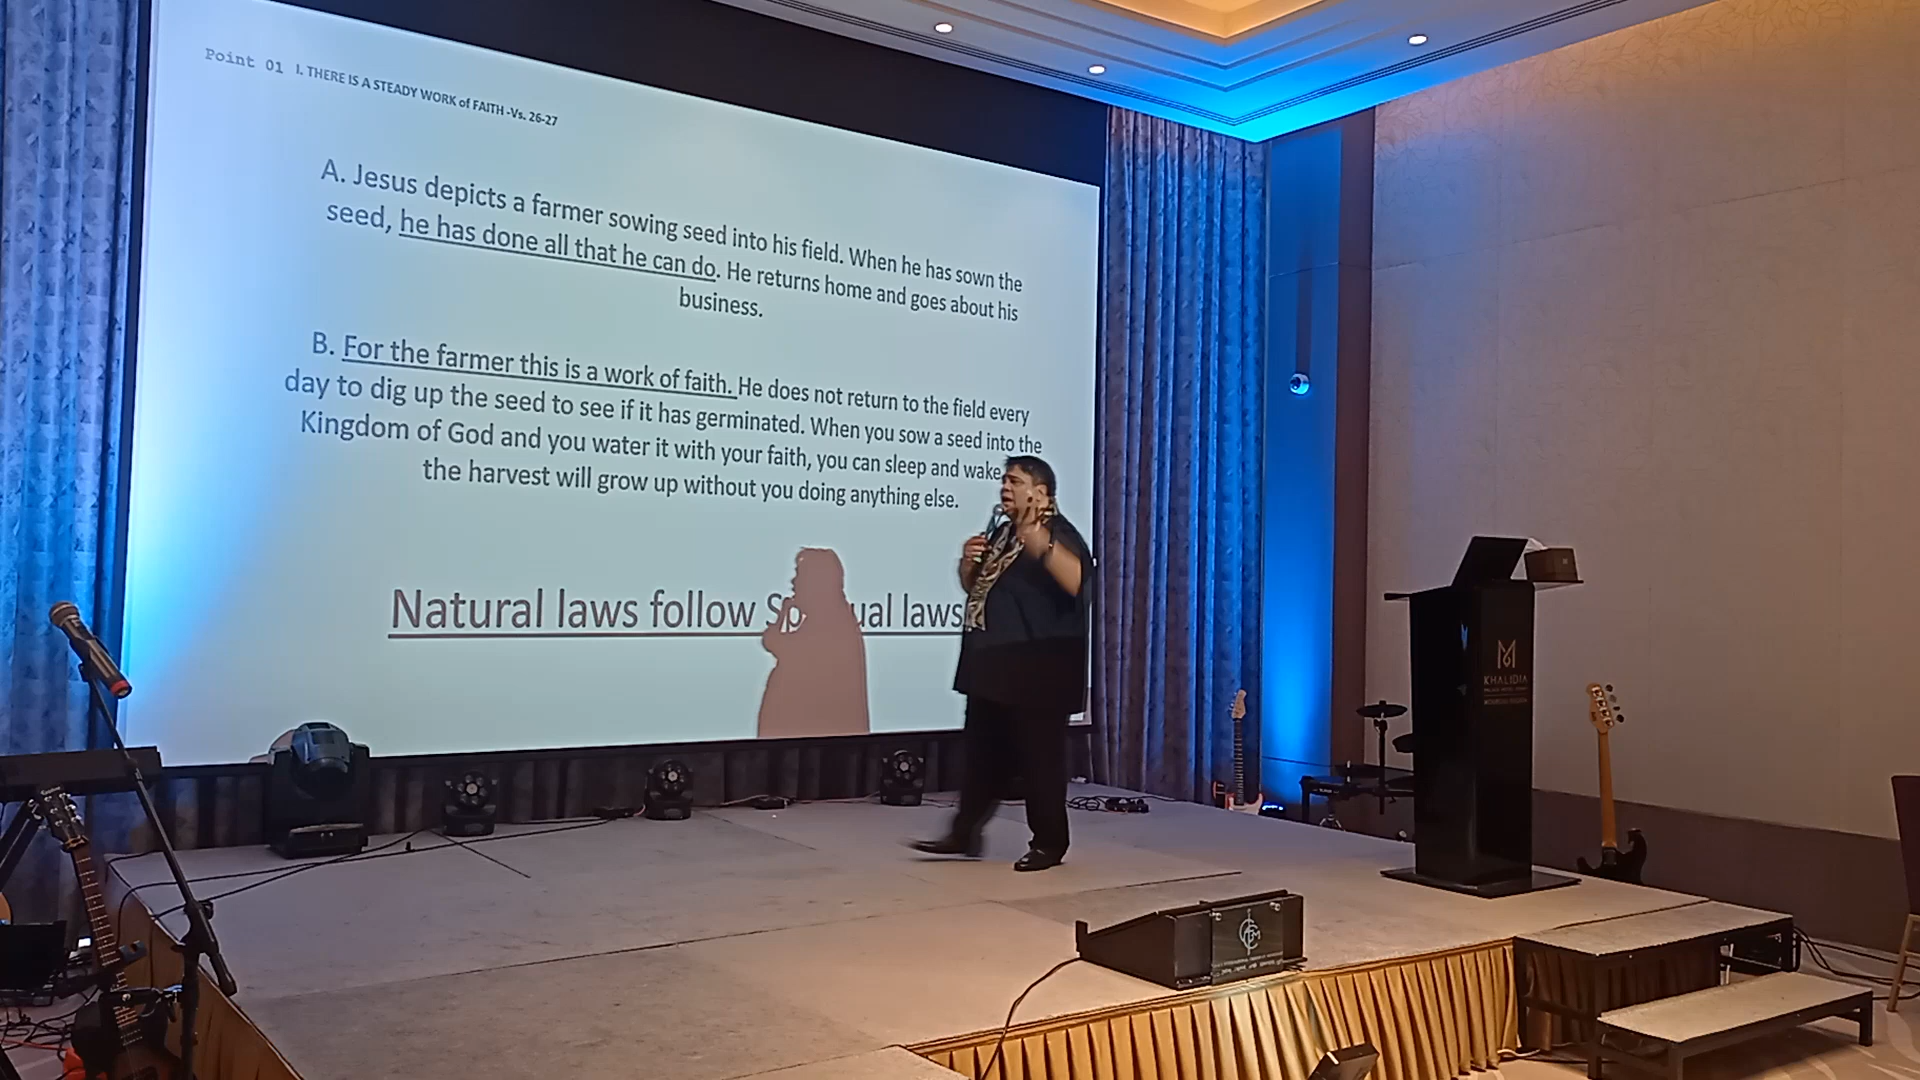 Point 01 I. THERE IS A STEADY WORK of FAITH -Vs. 26-27
A. Jesus depicts a farmer sowing seed into his field. When he has sown the
seed, he has done all that he can do. He returns home and goes about his
business.
B. For the farmer this is a work of faith. He does not return to the field every
day to dig up the seed to see if it has germinated. When you sow a seed into the
Kingdom of God and you water it with your faith, you can sleep and wake
the harvest will grow up without you doing anything else.
Natural laws follow laws
KHALIDIA